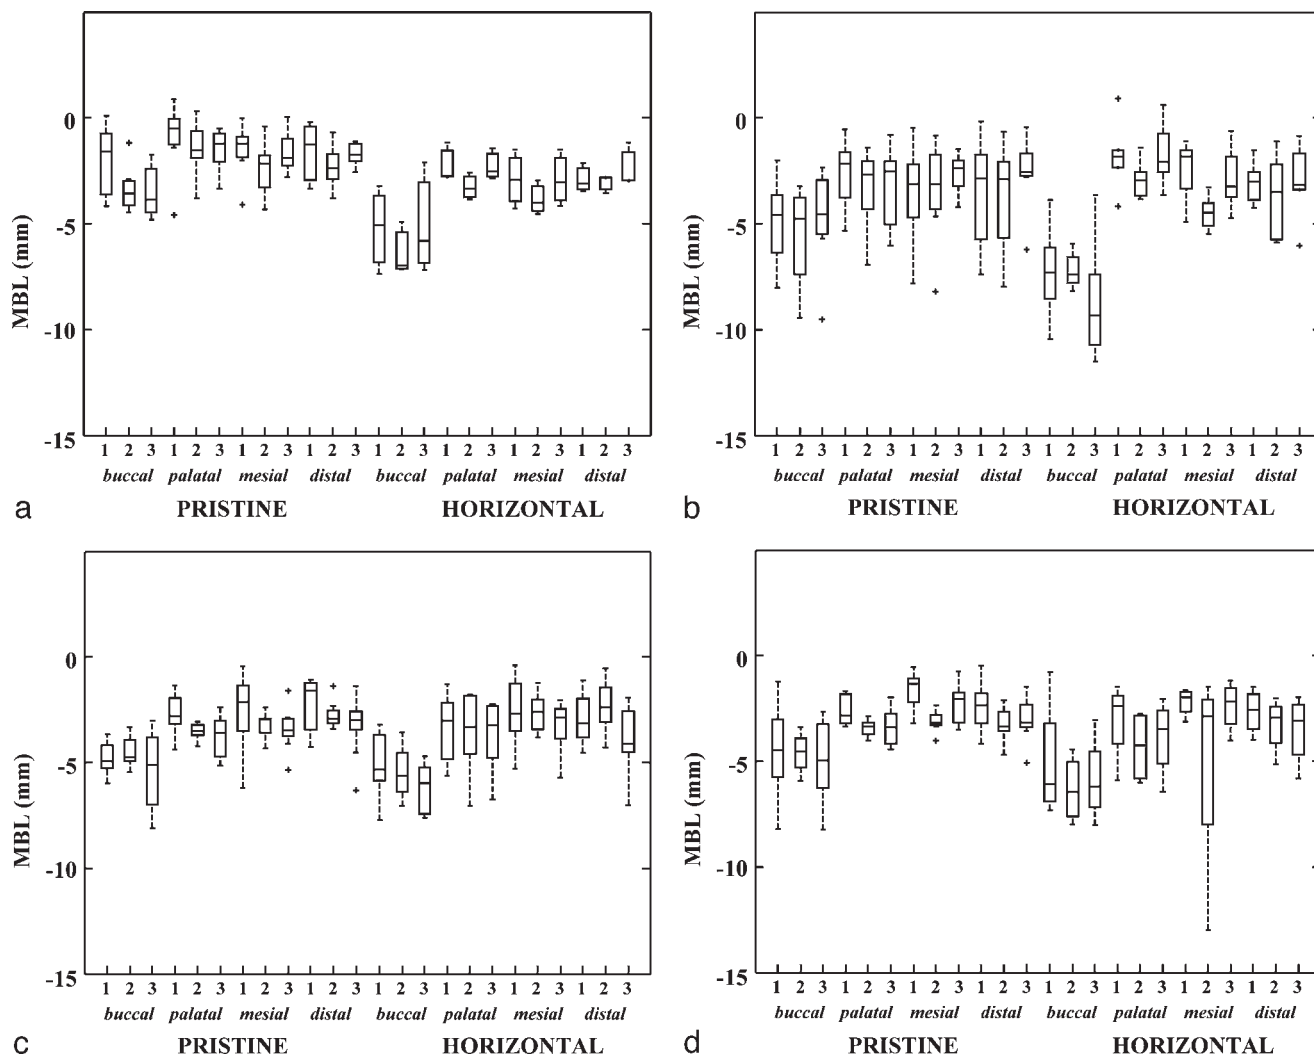 0
-5
-10
-15
MBL (mm)
1 2 3 1 2 3 1 2 3 1 2 3 1 2 3 1 2 3 1 2 3 1 2 3
buccal palatal mesial distal buccal palatal mesial distal
a PRISTINE HORIZONTAL
0
-5
-10
-15
MBL (mm)
1 2 3 1 2 3 1 2 3 1 2 3 1 2 3 1 2 3 1 2 3 1 2 3
buccal palatal mesial distal buccal palatal mesial distal
b PRISTINE HORIZONTAL
0
-5
-10
-15
MBL (mm)
1 2 3 1 2 3 1 2 3 1 2 3 1 2 3 1 2 3 1 2 3 1 2 3
buccal palatal mesial distal buccal palatal mesial distal
c PRISTINE HORIZONTAL
0
-5
-10
-15
MBL (mm)
1 2 3 1 2 3 1 2 3 1 2 3 1 2 3 1 2 3 1 2 3 1 2 3
buccal palatal mesial distal buccal palatal mesial distal
d PRISTINE HORIZONTAL